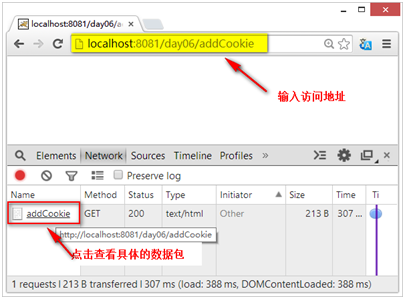 localhost:8081/day06/addCookie
输入访问地址
Elements Network Sources Timeline Profiles »
Preserve log
Name Method Status Type Initiator Size Time Ti
addCookie GET 200 text/html Other 213 B 307 ...
http://localhost:8081/day06/addCookie
点击查看具体的数据包
1 requests | 213 B transferred | 307 ms (load: 388 ms, DOMContentLoaded: 388 ms)